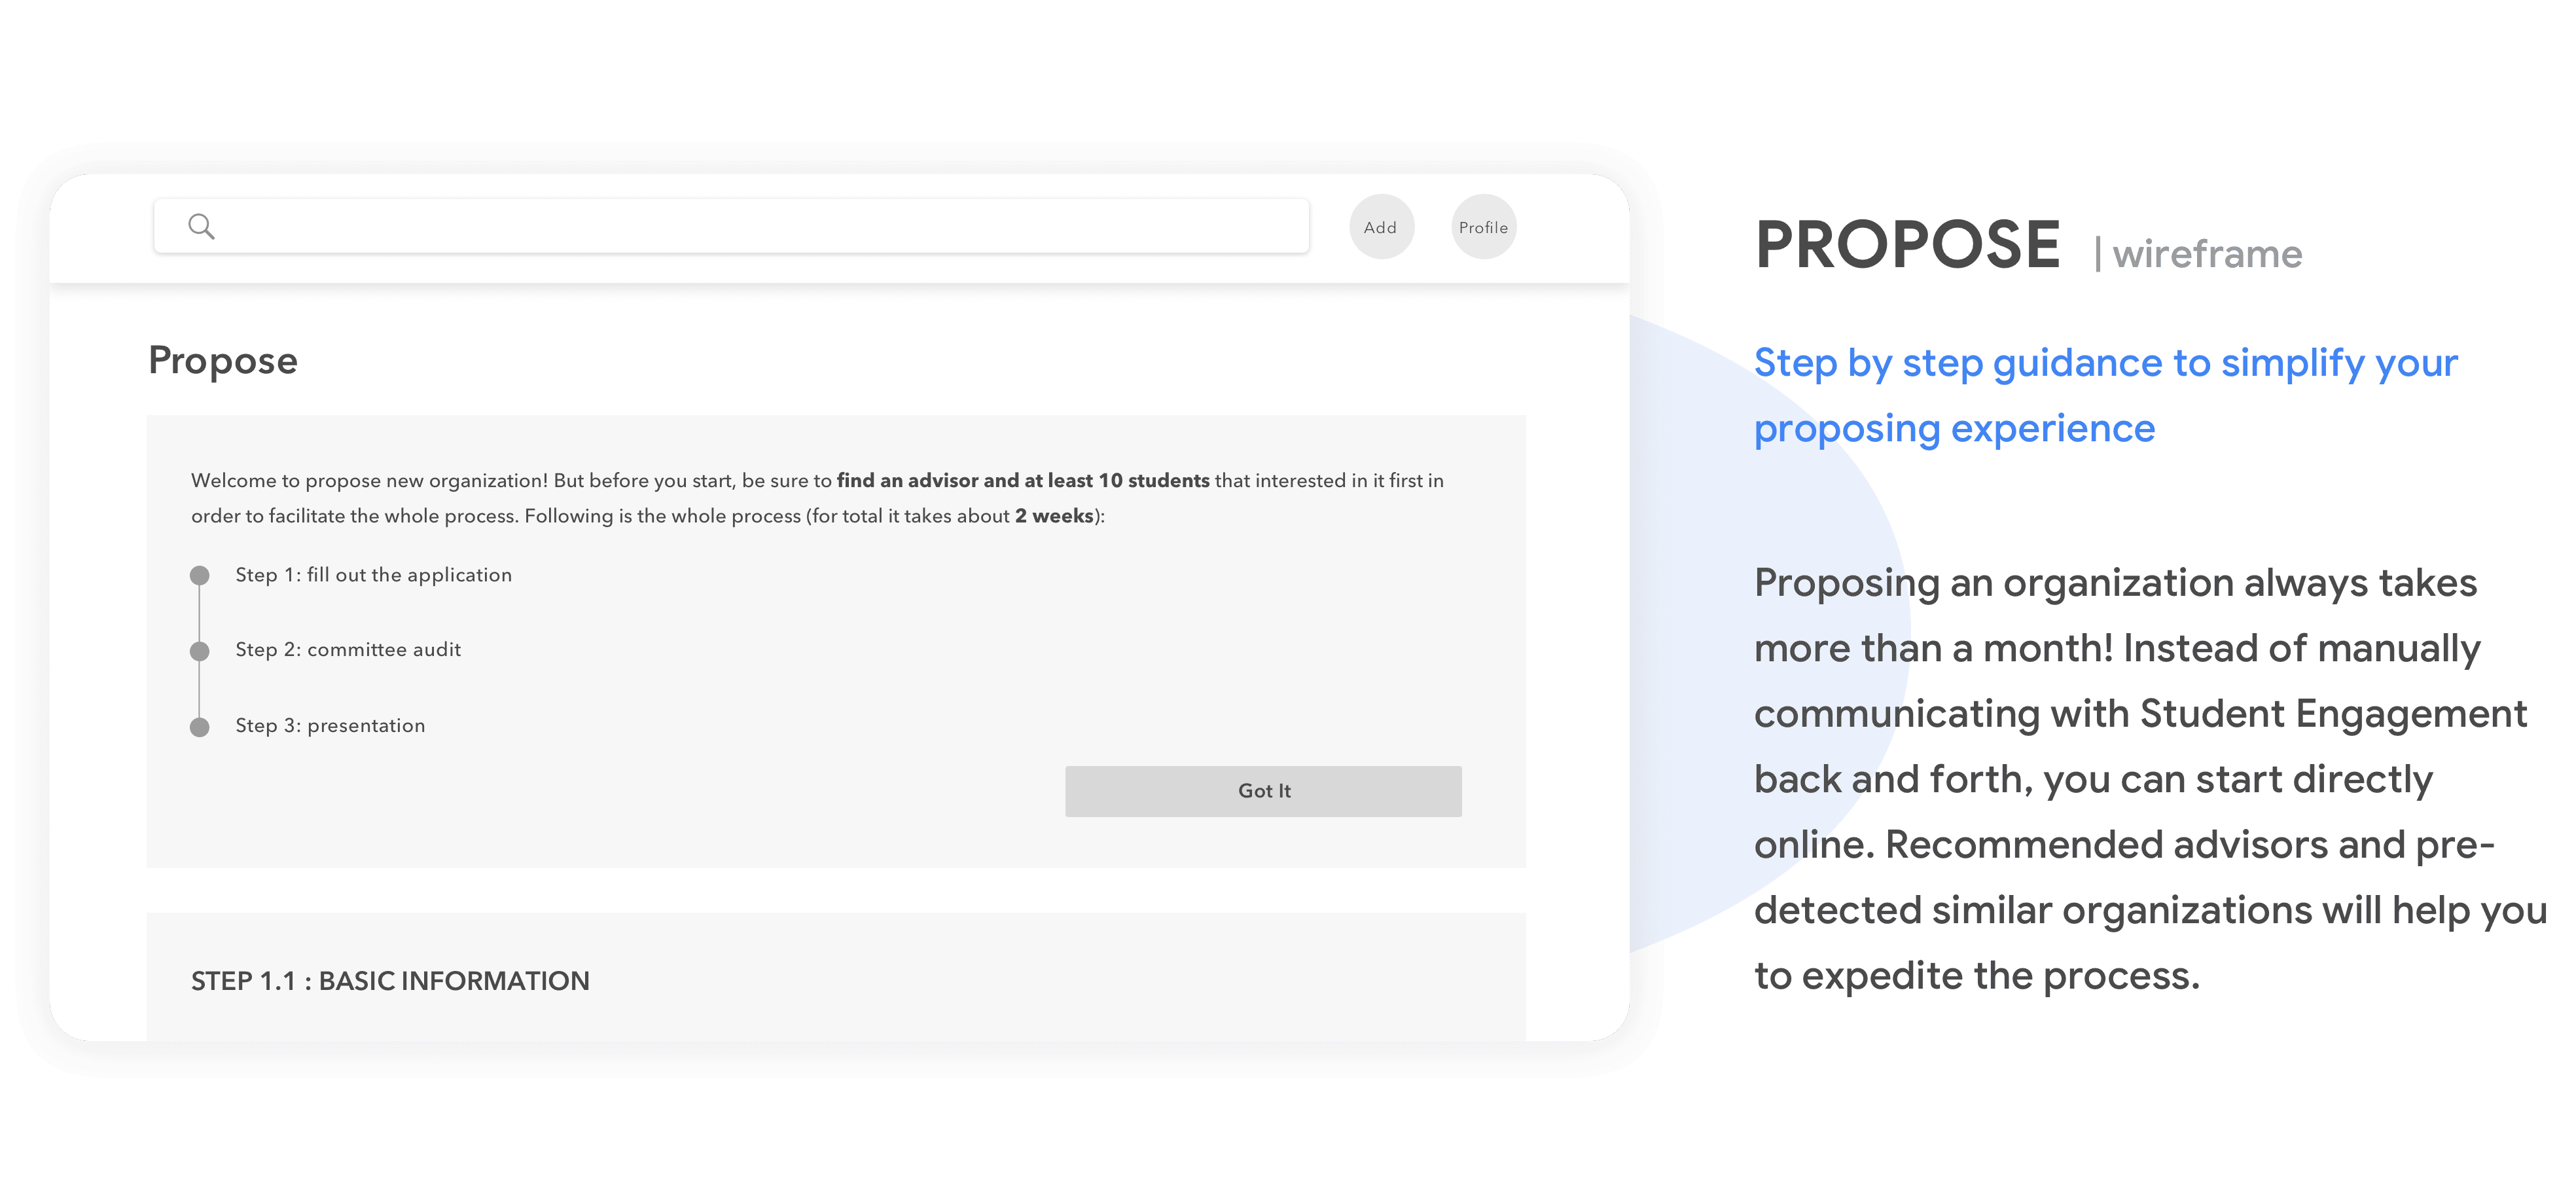 Add
Profile
Propose
Welcome to propose new organization! But before you start, be sure to find an advisor and at least 10 students that interested in it first in
order to facilitate the whole process. Following is the whole process (for total it takes about 2 weeks):
Step 1: fill out the application
Step 2: committee audit
Step 3: presentation
Got It
STEP 1.1 : BASIC INFORMATION
PROPOSE | wireframe
Step by step guidance to simplify your
proposing experience
Proposing an organization always takes
more than a month! Instead of manually
communicating with Student Engagement
back and forth, you can start directly
online. Recommended advisors and pre-
detected similar organizations will help you
to expedite the process.